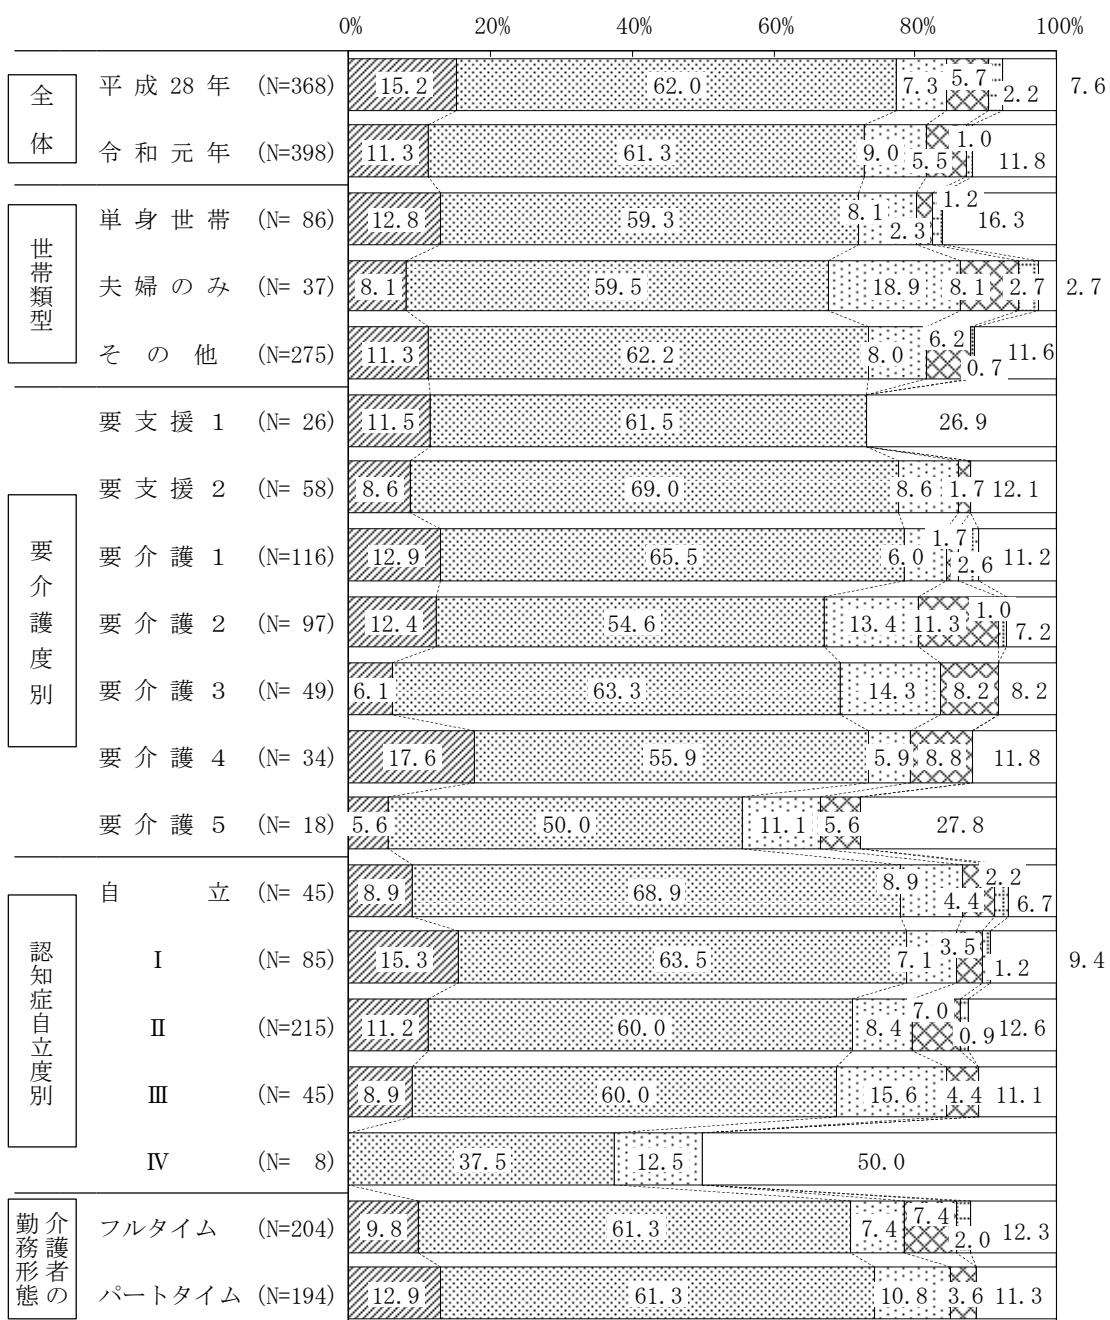 0% 20% 40% 60% 80% 100%
全体
平成28年 (N=368) 15.2 62.0 7.3 5.7 2.2 7.6
令和元年 (N=398) 11.3 61.3 9.0 5.5 1.0 11.8
世帯類型
単身世帯 (N= 86) 12.8 59.3 8.1 2.3 1.2 16.3
夫婦のみ (N= 37) 8.1 59.5 18.9 8.1 2.7 2.7
その他 (N=275) 11.3 62.2 8.0 6.2 0.7 11.6
要介護度別
要支援1 (N= 26) 11.5 61.5 26.9
要支援2 (N= 58) 8.6 69.0 8.6 1.7 12.1
要介護1 (N=116) 12.9 65.5 6.0 1.7 2.6 11.2
要介護2 (N= 97) 12.4 54.6 13.4 11.3 1.0 7.2
要介護3 (N= 49) 6.1 63.3 14.3 8.2 8.2
要介護4 (N= 34) 17.6 55.9 5.9 8.8 11.8
要介護5 (N= 18) 5.6 50.0 11.1 5.6 27.8
認知症自立度別
自立 (N= 45) 8.9 68.9 8.9 4.4 2.2 6.7
Ⅰ (N= 85) 15.3 63.5 7.1 3.5 1.2 9.4
Ⅱ (N=215) 11.2 60.0 8.4 7.0 0.9 12.6
Ⅲ (N= 45) 8.9 60.0 15.6 4.4 11.1
Ⅳ (N= 8) 37.5 12.5 50.0
介護者の
勤務形態
フルタイム (N=204) 9.8 61.3 7.4 7.4 2.0 12.3
パートタイム (N=194) 12.9 61.3 10.8 3.6 11.3